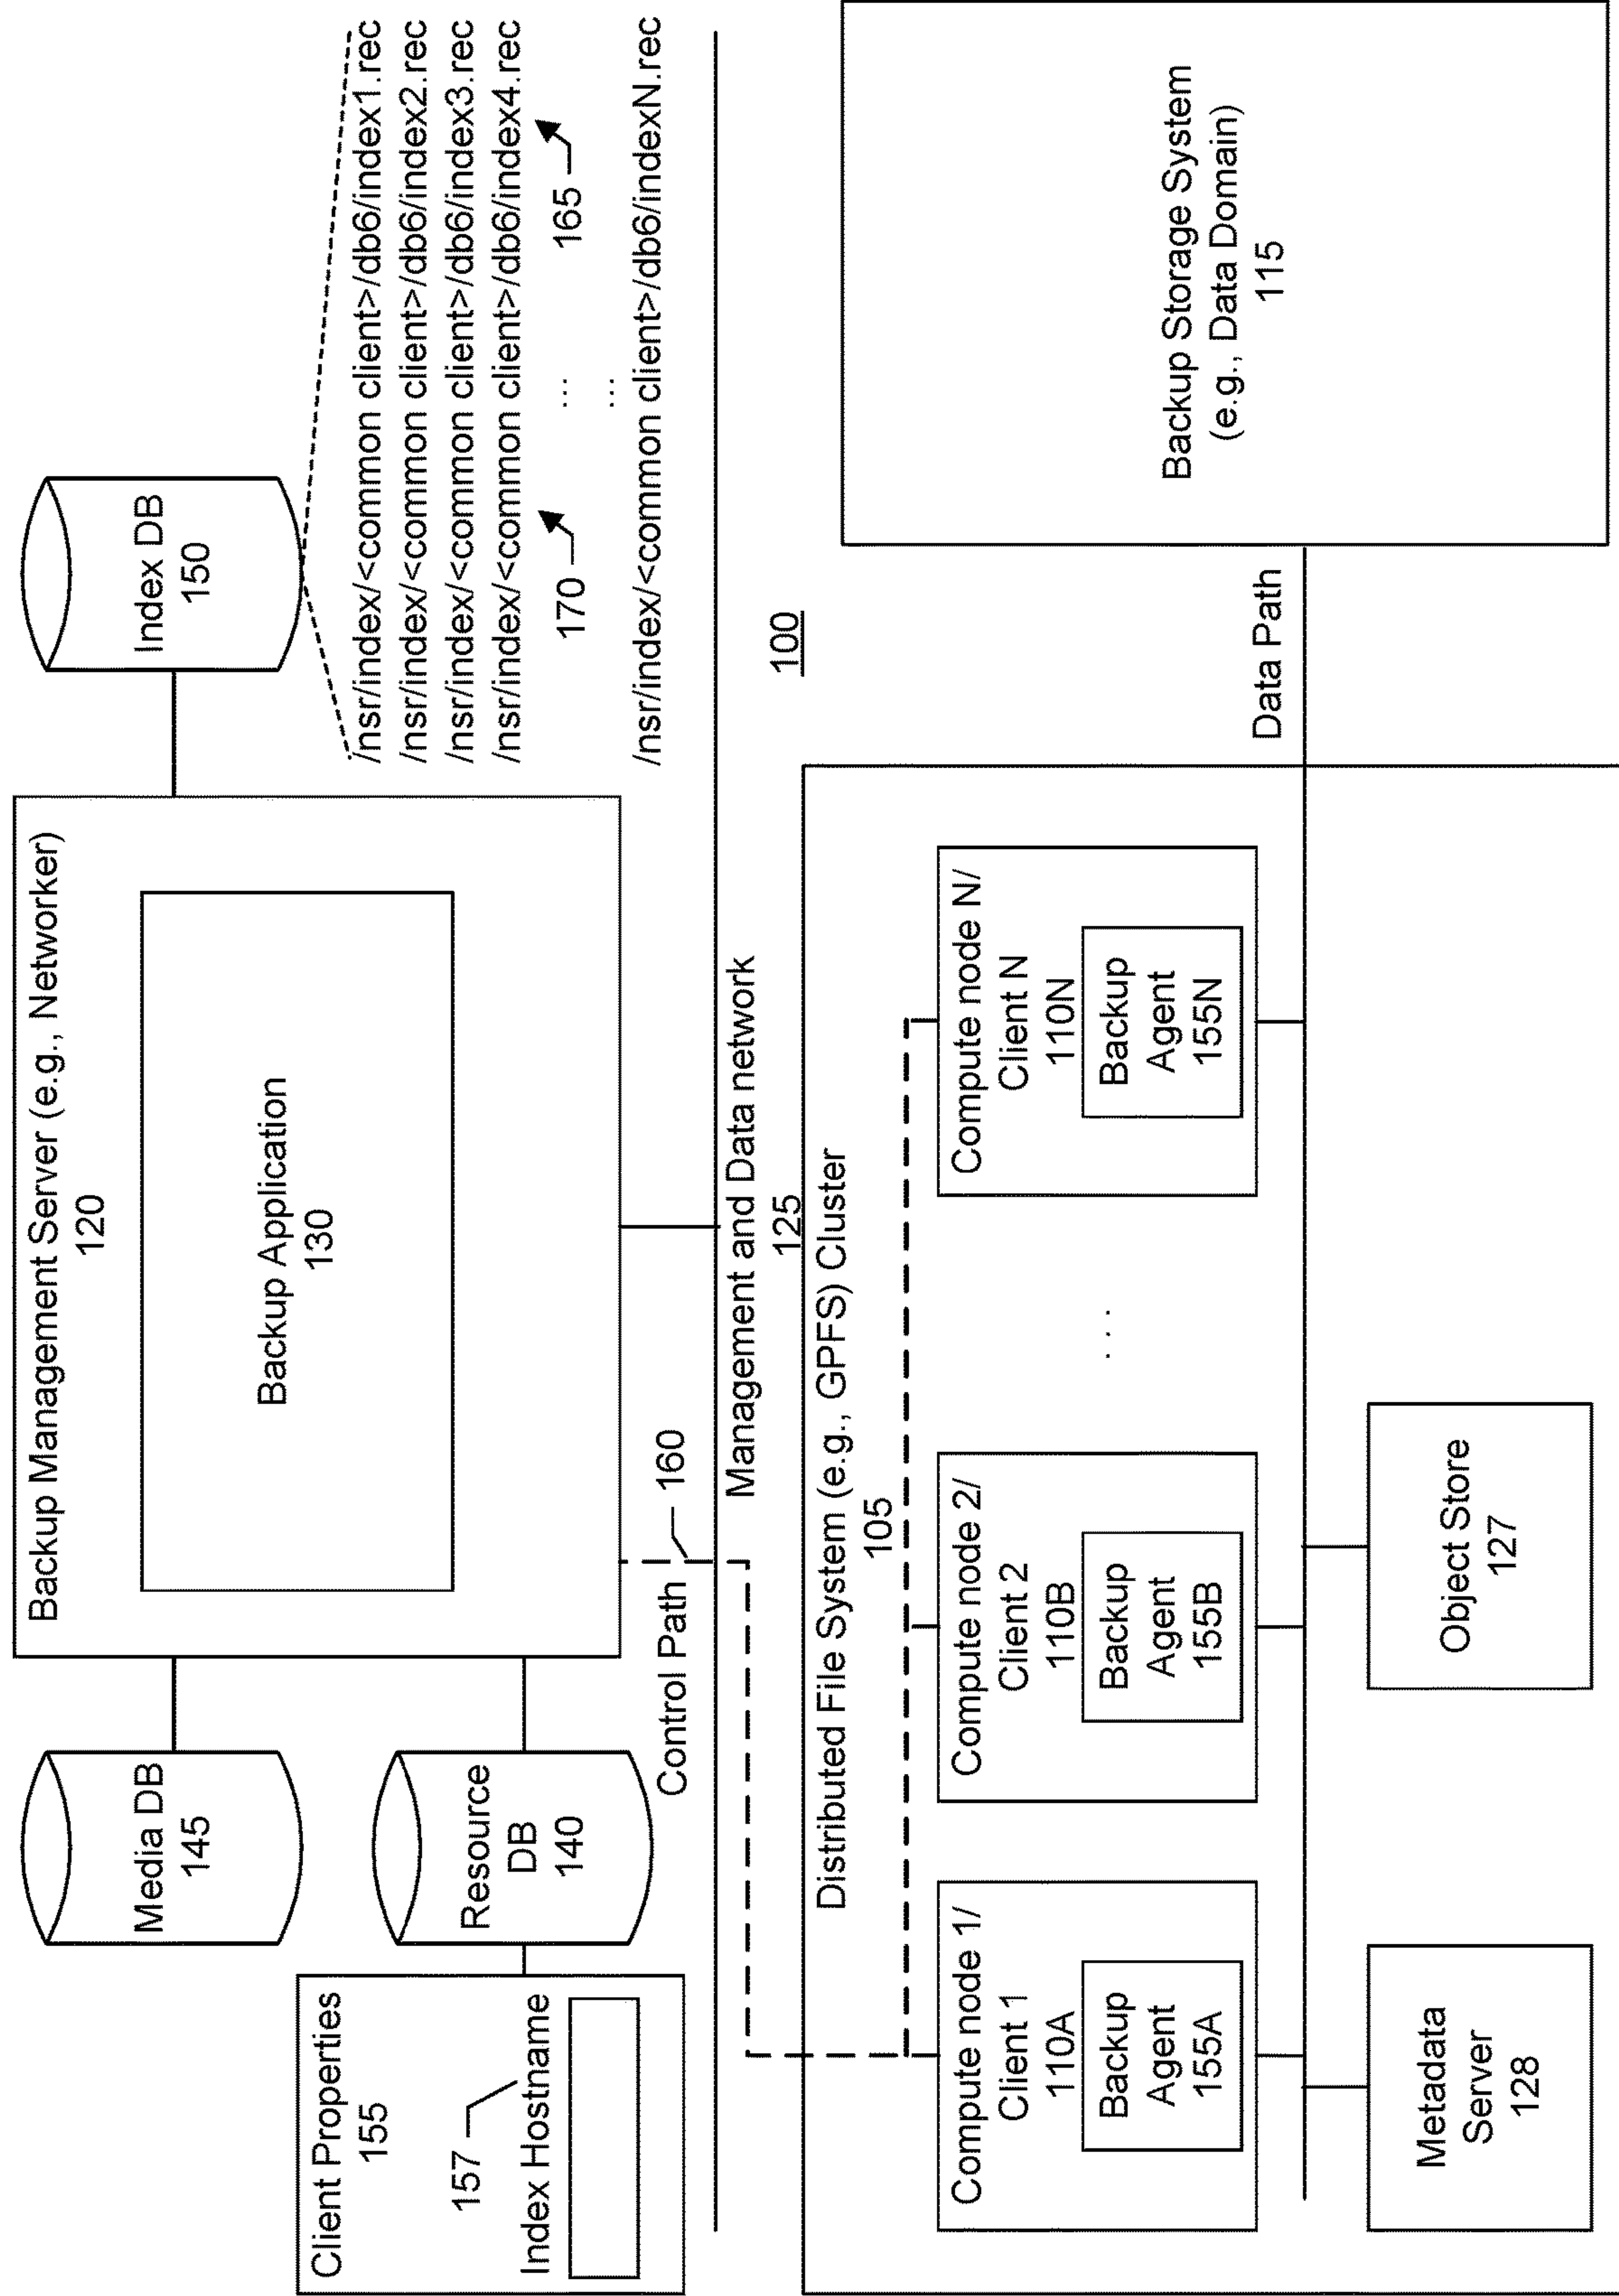 Client Properties
155
157
Index Hostname
Media DB
145
Resource
DB
140
Backup Management Server (e.g., Networker)
120
Backup Application
130
Index DB
150
/nsr/index/<common client>/db6/index1.rec
/nsr/index/<common client>/db6/index2.rec
/nsr/index/<common client>/db6/index3.rec
/nsr/index/<common client>/db6/index4.rec
170
...
165
...
/nsr/index/<common client>/db6/indexN.rec
Control Path
160
Management and Data network
125
100
Distributed File System (e.g., GPFS) Cluster
105
Compute node 1/
Client 1
110A
Backup
Agent
155A
Compute node 2/
Client 2
110B
Backup
Agent
155B
. . .
Compute node N/
Client N
110N
Backup
Agent
155N
Metadata
Server
128
Object Store
127
Data Path
Backup Storage System
(e.g., Data Domain)
115